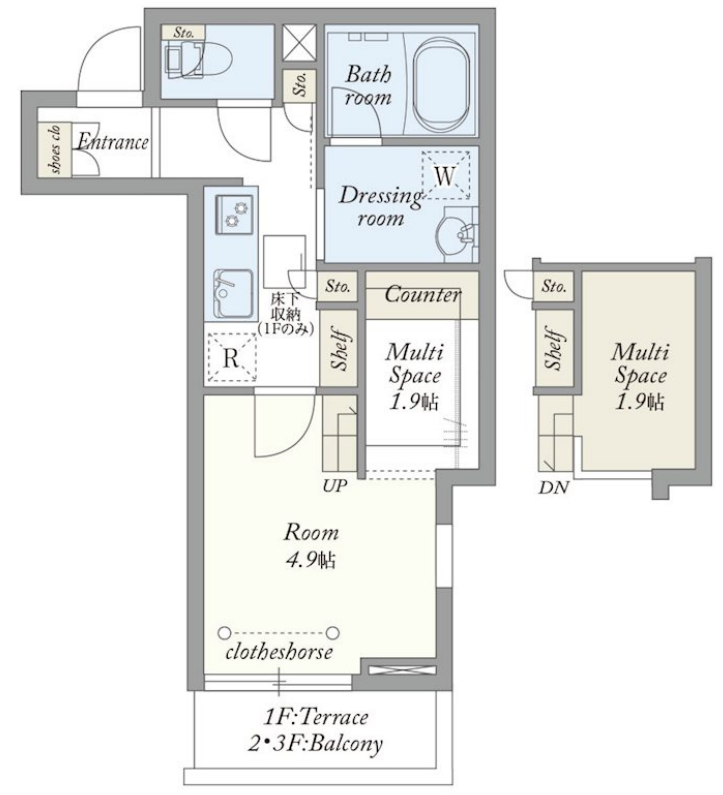 Sto.
Sto.
Bath
room
shoes clo
Entrance
W
Dressing
room
床下
収納
(1Fのみ)
Sto.
Counter
Sto.
R
Shelf
Multi
Space
1.9帖
Shelf
Multi
Space
1.9帖
UP
DN
Room
4.9帖
clotheshorse
1F:Terrace
2・3F:Balcony